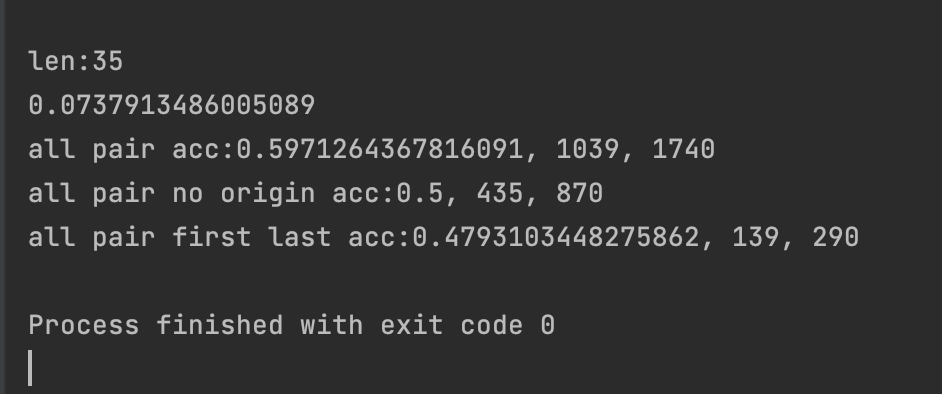 len:35
0.0737913486005089
all pair acc:0.5971264367816091, 1039, 1740
all pair no origin acc:0.5, 435, 870
all pair first last acc:0.4793103448275862, 139, 290
Process finished with exit code 0